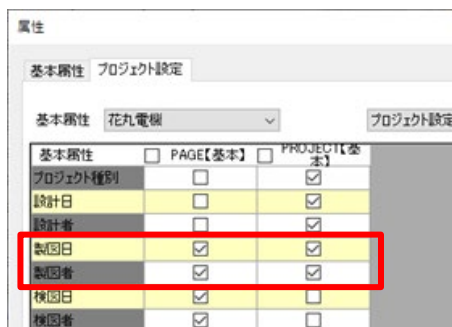 属性
基本属性 プロジェクト設定
基本属性 花丸電機 プロジェクト設定
基本属性 PAGE【基本】 PROJECT【基本】
プロジェクト種別
設計日
設計者
製図日
製図者
検図日
検図者